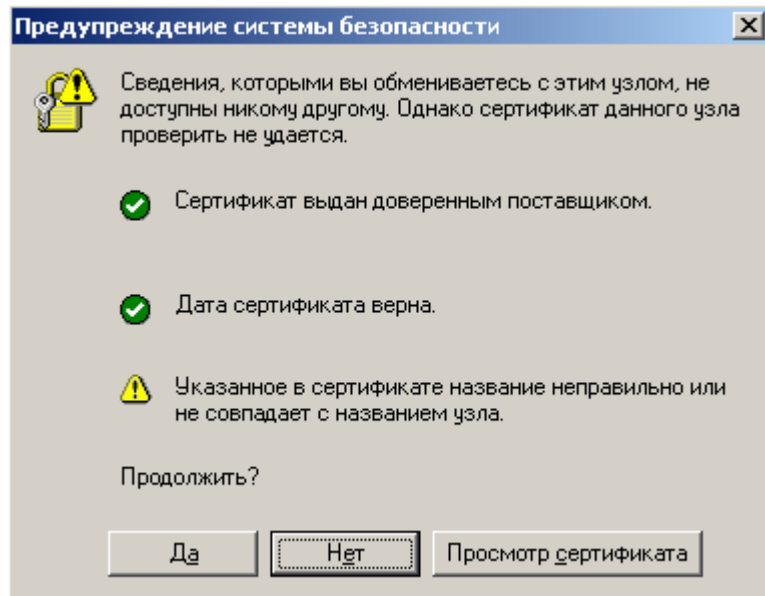 Предупреждение системы безопасности
Сведения, которыми вы обмениваетесь с этим узлом, не
доступны никому другому. Однако сертификат данного узла
проверить не удается.
Сертификат выдан доверенным поставщиком.
Дата сертификата верна.
Указанное в сертификате название неправильно или
не совпадает с названием узла.
Продолжить?
Да Нет Просмотр сертификата